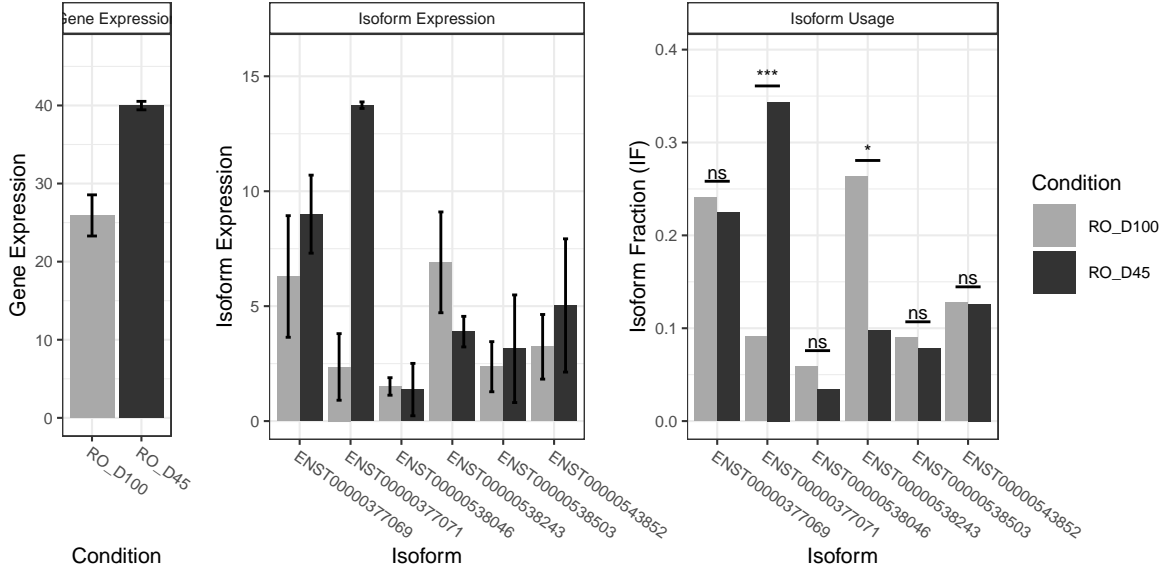 Gene Expression
Isoform Expression
Isoform Usage
Gene Expression
40
30
20
10
0
RO_D100
RO_D45
Condition
Isoform Expression
15
10
5
0
ENST00000377069
ENST00000377071
ENST00000538046
ENST00000538243
ENST00000538503
ENST00000543852
Isoform
Isoform Fraction (IF)
0.4
0.3
0.2
0.1
0.0
ns
***
ns
*
ns
ns
ENST00000377069
ENST00000377071
ENST00000538046
ENST00000538243
ENST00000538503
ENST00000543852
Isoform
Condition
RO_D100
RO_D45